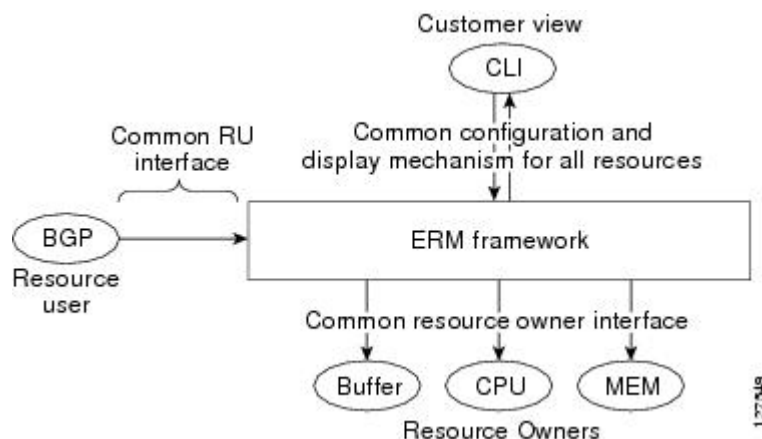 Customer view
CLI
Common RU
interface
Common configuration and
display mechanism for all resources
BGP
ERM framework
Resource
user
Common resource owner interface
Buffer
CPU
MEM
Resource Owners
127549